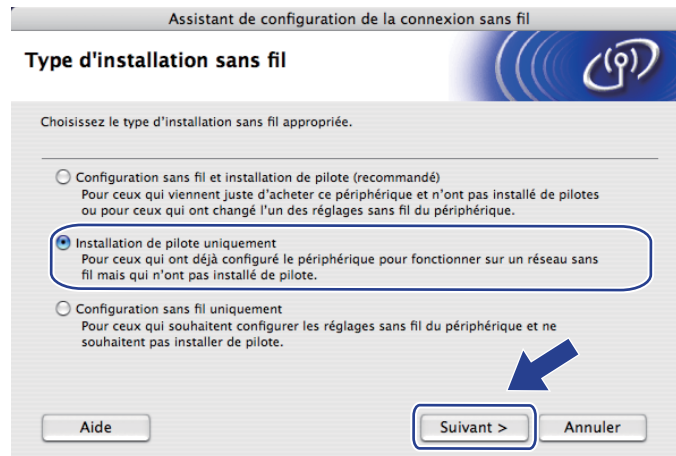 Assistant de configuration de la connexion sans fil
Type d'installation sans fil
Choisissez le type d'installation sans fil appropriée.
Configuration sans fil et installation de pilote (recommandé)
Pour ceux qui viennent juste d'acheter ce périphérique et n'ont pas installé de pilotes
ou pour ceux qui ont changé l'un des réglages sans fil du périphérique.
Installation de pilote uniquement
Pour ceux qui ont déjà configuré le périphérique pour fonctionner sur un réseau sans
fil mais qui n'ont pas installé de pilote.
Configuration sans fil uniquement
Pour ceux qui souhaitent configurer les réglages sans fil du périphérique et ne
souhaitent pas installer de pilote.
Aide
Suivant >
Annuler